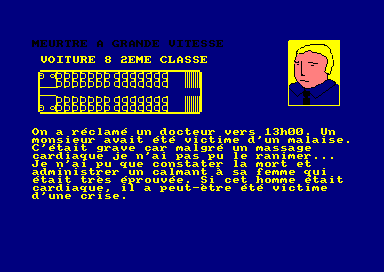 MEURTRE A GRANDE VITESSE
VOITURE 8 2EME CLASSE
On a réclamé un docteur vers 13h00. Un
monsieur avait été victime d'un malaise.
C'était grave car malgré un massage
cardiaque je n'ai pas pu le ranimer...
Je n'ai pu que constater la mort et
administrer un calmant à sa femme qui
était très éprouvée. Si cet homme était
cardiaque, il a peut-être été victime
d'une crise.